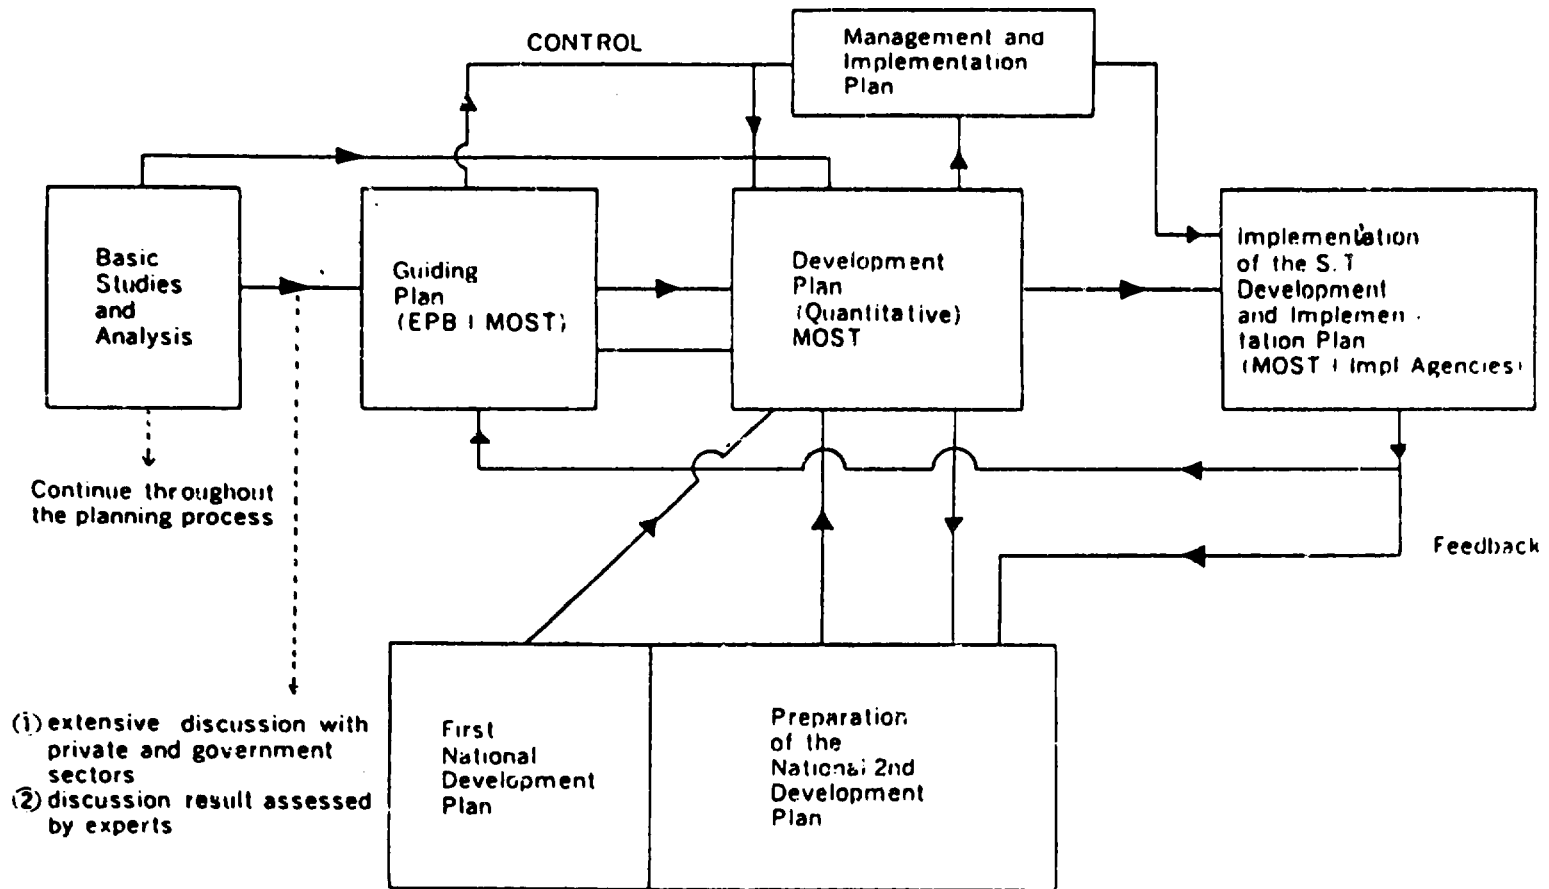 CONTROL
Management and
Implementation
Plan
Basic
Studies
and
Analysis
Guiding
Plan
(EPB I MOST)
Development
Plan
(Quantitative)
MOST
Implementation
of the S.T
Development
and Implemen -
tation Plan
(MOST I Impl Agencies)
Continue throughout
the planning process
Feedback
(1) extensive discussion with
private and government
sectors
(2) discussion result assessed
by experts
First
National
Development
Plan
Preparation
of the
National 2nd
Development
Plan